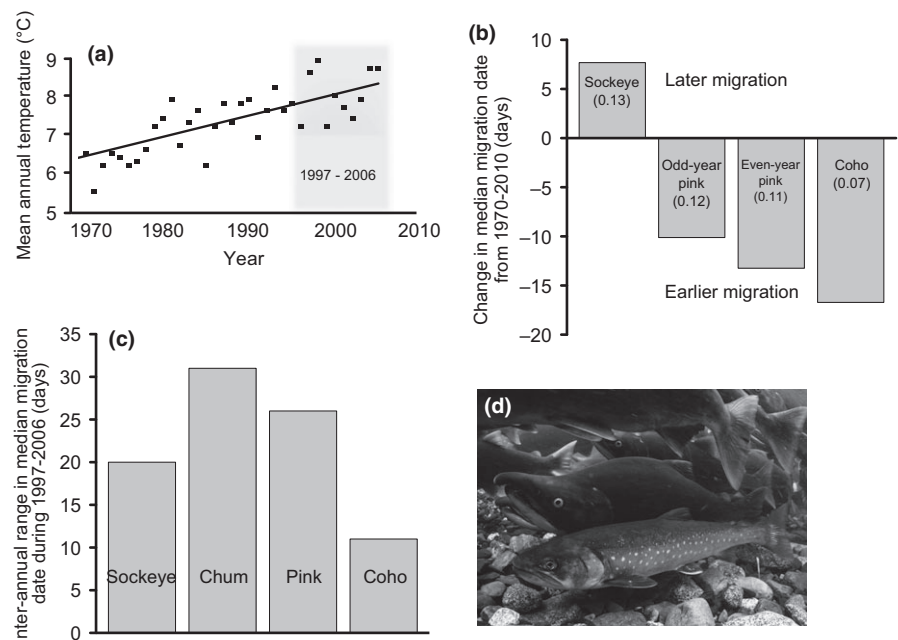 (a)
Mean annual temperature (°C)
9
8
7
6
5
1997 - 2006
1970 1980 1990 2000 2010
Year
(b)
Change in median migration date
from 1970-2010 (days)
10
5
0
–5
–10
–15
–20
Sockeye
(0.13)
Later migration
Odd-year
pink
(0.12)
Even-year
pink
(0.11)
Coho
(0.07)
Earlier migration
(c)
nter-annual range in median migration
date during 1997-2006 (days)
35
30
25
20
15
10
5
0
Sockeye Chum Pink Coho
(d)